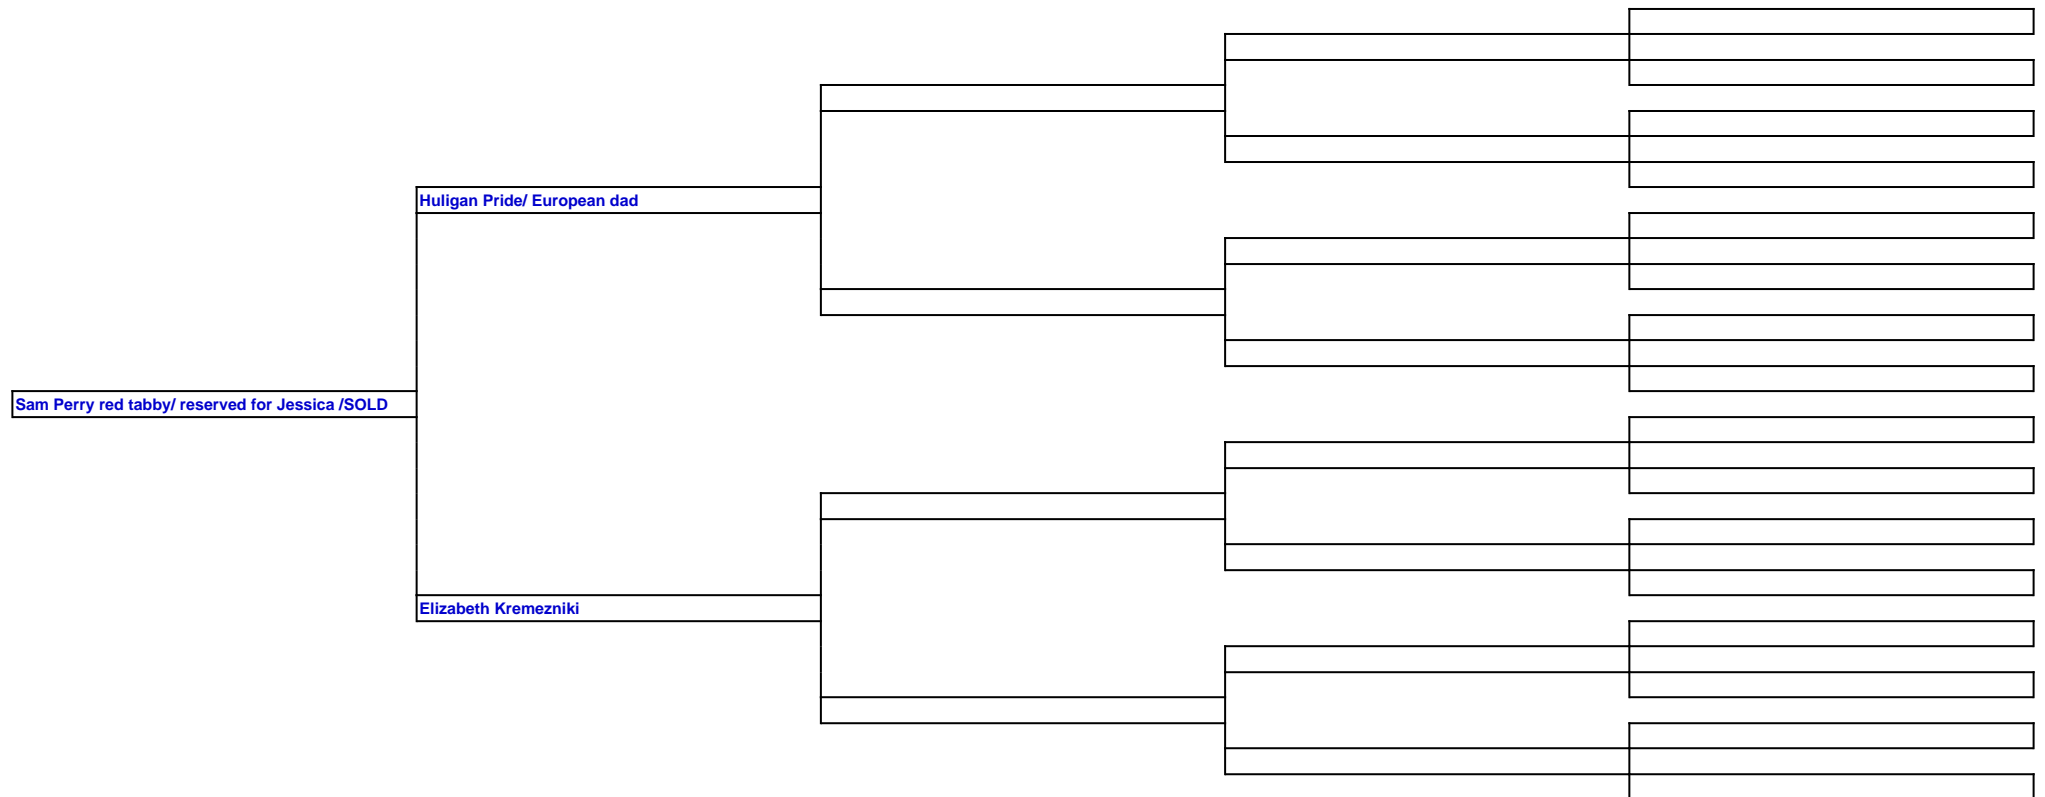 Huligan Pride/ European dad
Sam Perry red tabby/ reserved for Jessica /SOLD
Elizabeth Kremezniki